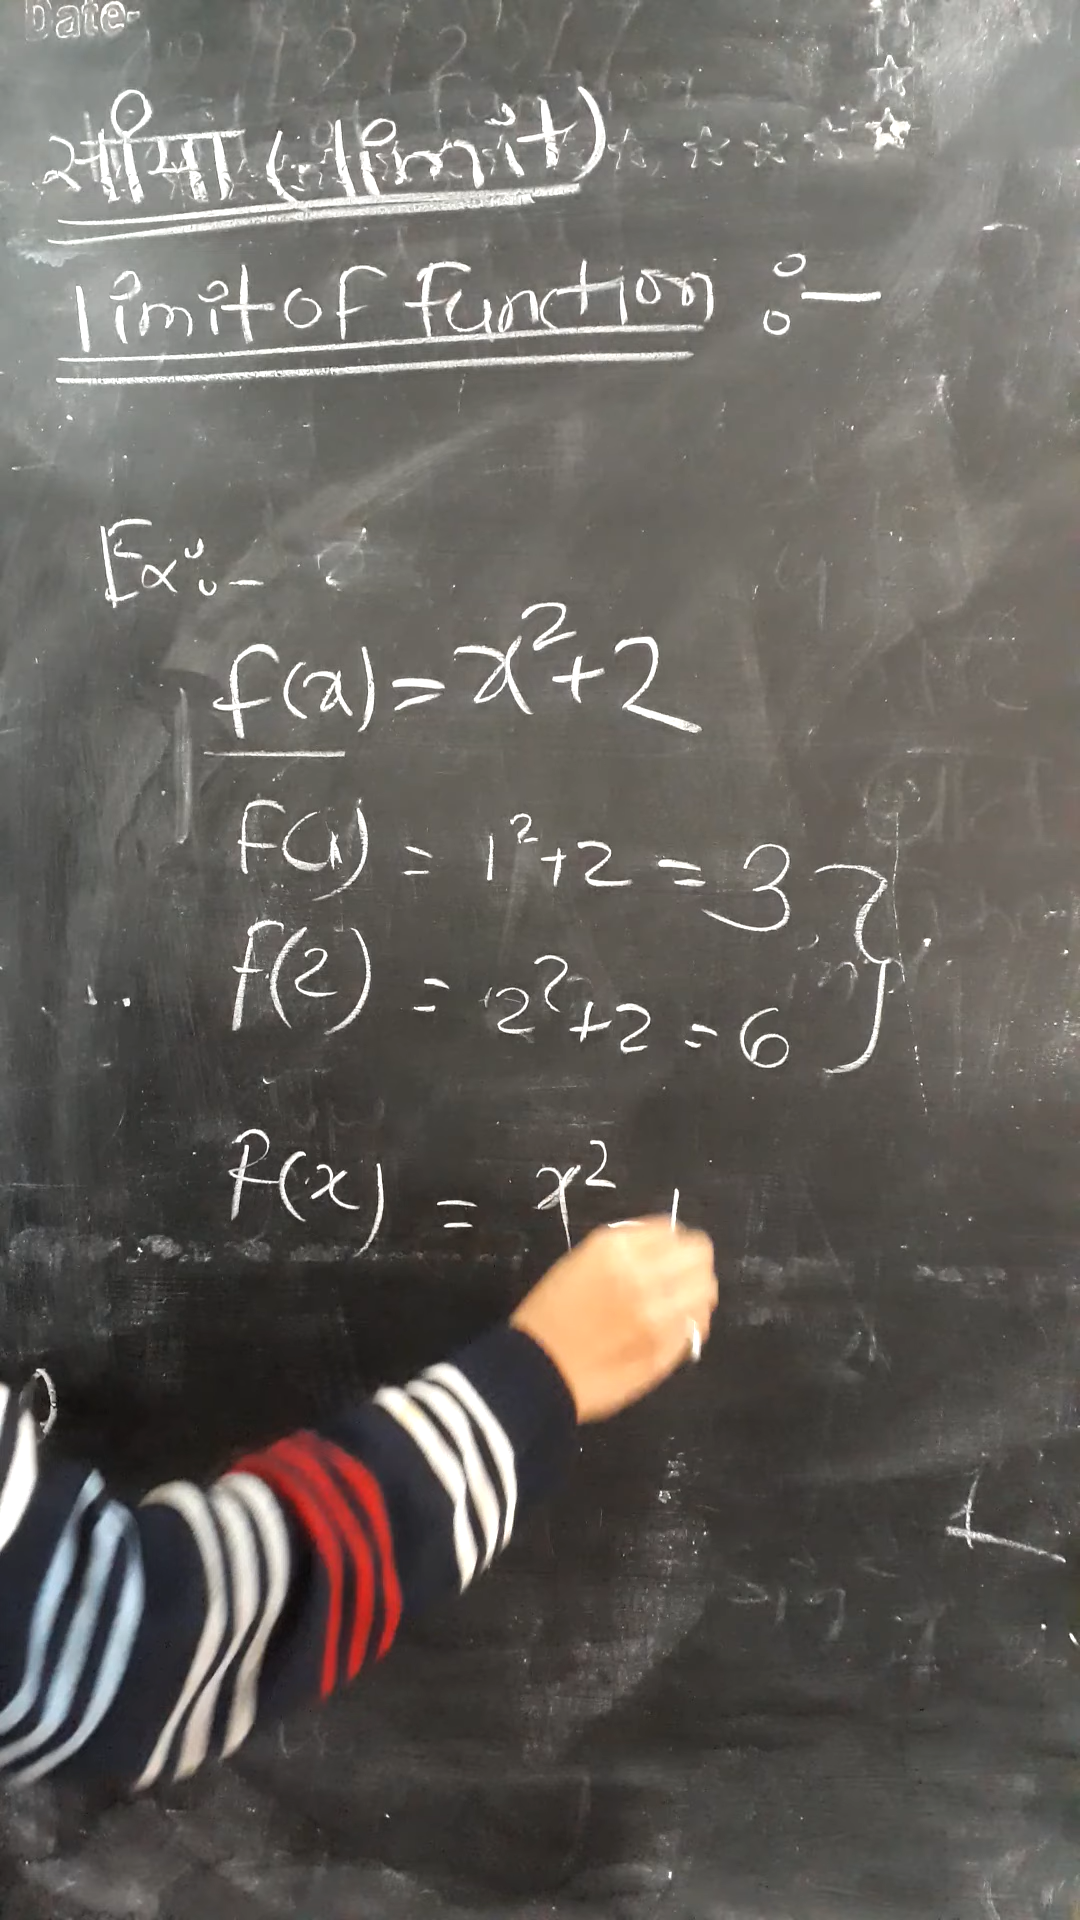 Date-
सीमा (limit)
limit of function :-
Ex:-
f(x) = x²+2
f(1) = 1²+2 = 3
f(2) = 2²+2 = 6
f(x) = x² -